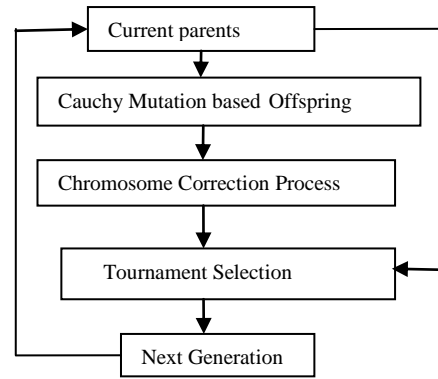 Current parents
Cauchy Mutation based Offspring
Chromosome Correction Process
Tournament Selection
Next Generation